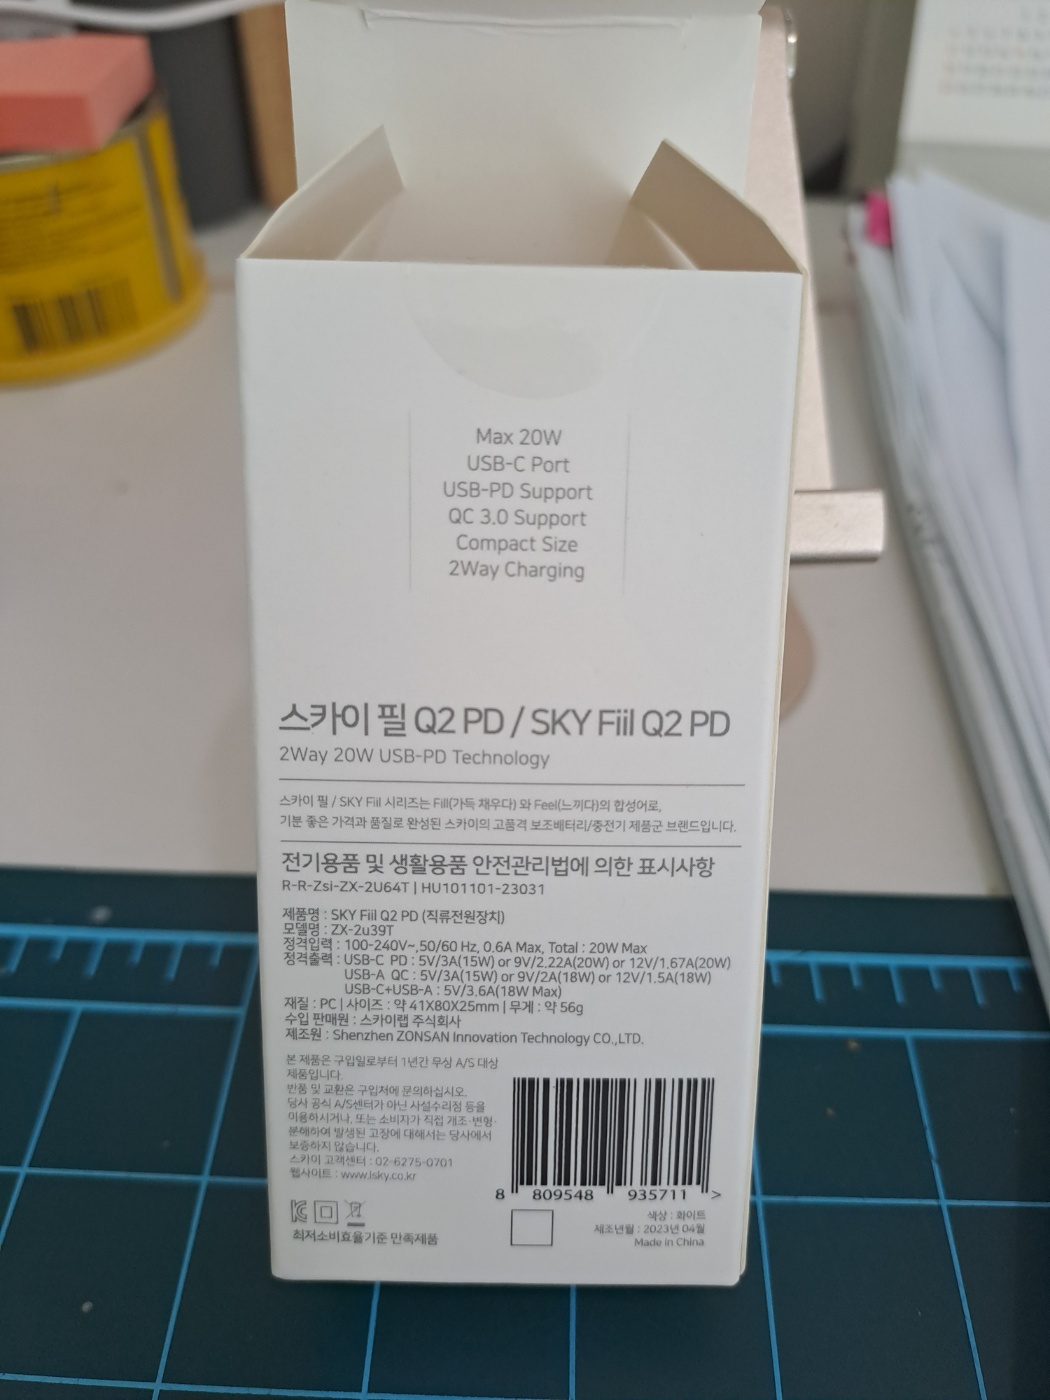 Max 20W
USB-C Port
USB-PD Support
QC 3.0 Support
Compact Size
2Way Charging
스카이 필 Q2 PD / SKY Fiil Q2 PD
2Way 20W USB-PD Technology
스카이 필 / SKY Fiil 시리즈는 Fill(가득 채우다) 와 Feel(느끼다)의 합성어로,
기분 좋은 가격과 품질로 완성된 스카이의 고품격 보조배터리/충전기 제품군 브랜드입니다.
전기용품 및 생활용품 안전관리법에 의한 표시사항
R-R-Zsi-ZX-2U64T | HU101101-23031
제품명 : SKY Fiil Q2 PD (직류전원장치)
모델명 : ZX-2u39T
정격입력 : 100-240V~,50/60 Hz, 0.6A Max, Total : 20W Max
정격출력 : USB-C PD : 5V/3A(15W) or 9V/2.22A(20W) or 12V/1.67A(20W)
USB-A QC : 5V/3A(15W) or 9V/2A(18W) or 12V/1.5A(18W)
USB-C+USB-A : 5V/3.6A(18W Max)
재질 : PC | 사이즈 : 약 41X80X25mm | 무게 : 약 56g
수입 판매원 : 스카이랩 주식회사
제조원 : Shenzhen ZONSAN Innovation Technology CO.,LTD.
본 제품은 구입일로부터 1년간 무상 A/S 대상
제품입니다.
반품 및 교환은 구입처에 문의하십시오.
당사 공식 A/S센터가 아닌 사설수리점 등을
이용하시거나, 또는 소비자가 직접 개조·변형·
분해하여 발생된 고장에 대해서는 당사에서
보증하지 않습니다.
스카이 고객센터 : 02-6275-0701
웹사이트 : www.isky.co.kr
8 809548 935711 >
최저소비효율기준 만족제품
색상 : 화이트
제조년월 : 2023년 04월
Made in China